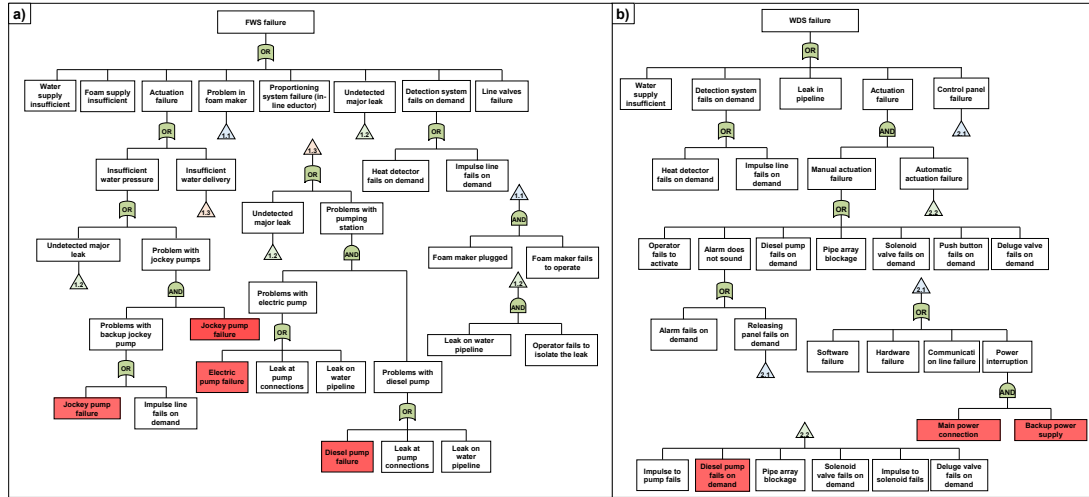 a)
FWS failure
OR
Water
supply
insufficient
Foam supply
insufficient
Actuation
failure
Problem in
foam maker
Proportioning
system failure (in-
line eductor)
Undetected
major leak
Detection system
fails on demand
Line valves
failure
OR
1.1
1.2
OR
1.3
OR
Insufficient
water pressure
Insufficient
water delivery
Heat detector
fails on demand
Impulse line
fails on
demand
OR
1.3
1.1
AND
Undetected
major leak
Problems with
pumping
station
Undetected major
leak
Problem with
jockey pumps
1.2
AND
Foam maker plugged
Foam maker fails
to operate
1.2
AND
1.2
AND
Problems with
electric pump
Problems with
backup jockey
pump
Jockey pump
failure
OR
Leak on water
pipeline
Operator fails to
isolate the leak
OR
Electric
pump failure
Leak at
pump
connections
Leak on
water
pipeline
Problems with
diesel pump
Jockey pump
failure
Impulse line
fails on
demand
OR
Diesel pump
failure
Leak at
pump
connections
Leak on
water
pipeline
b)
WDS failure
OR
Water
supply
insufficient
Detection system
fails on demand
Leak in
pipeline
Actuation
failure
Control panel
failure
OR
AND
2.1
Heat detector
fails on demand
Impulse line
fails on
demand
Manual actuation
failure
Automatic
actuation failure
OR
2.2
Operator
fails to
activate
Alarm does
not sound
Diesel pump
fails on
demand
Pipe array
blockage
Solenoid
valve fails on
demand
Push button
fails on
demand
Deluge valve
fails on
demand
OR
2.1
OR
Alarm fails on
demand
Releasing
panel fails on
demand
2.1
Software
failure
Hardware
failure
Communicati
on line failure
Power
interruption
AND
Main power
connection
Backup power
supply
2.2
Impulse to
pump fails
Diesel pump
fails on
demand
Pipe array
blockage
Solenoid
valve fails on
demand
Impulse to
solenoid fails
Deluge valve
fails on
demand